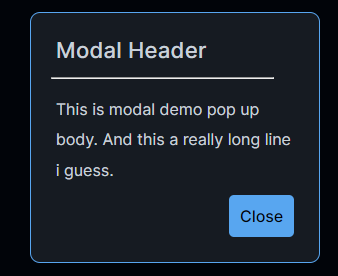 Modal Header
This is modal demo pop up
body. And this a really long line
i guess.
Close